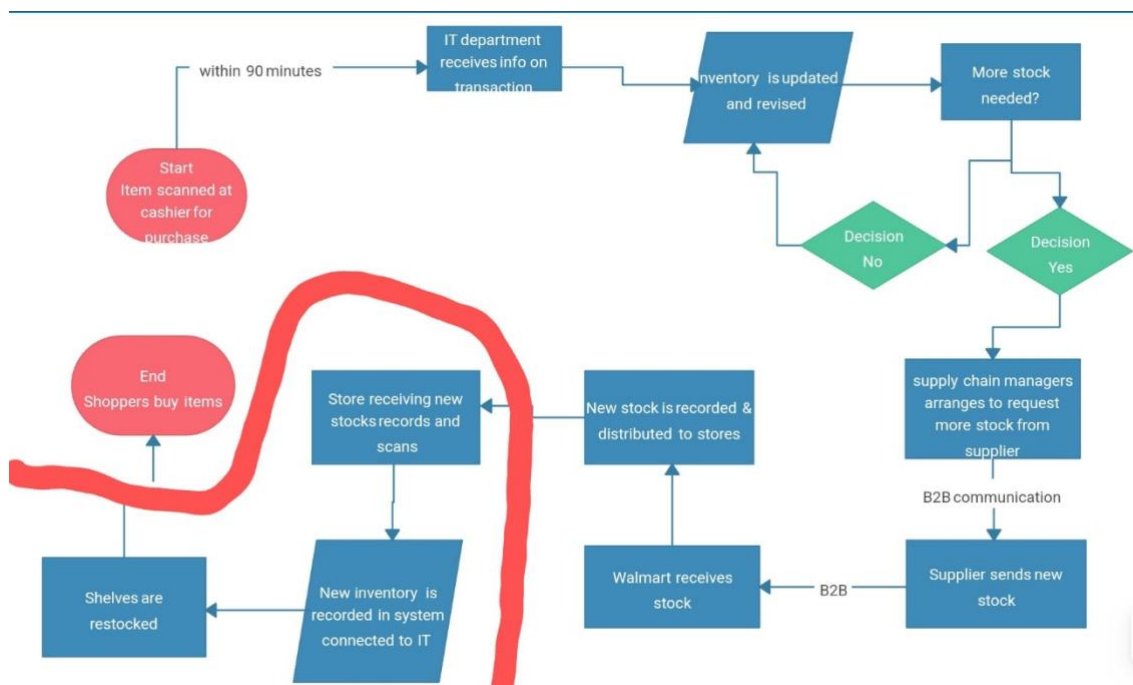 within 90 minutes
IT department
receives info on
transaction
nventory is updated
and revised
More stock
needed?
Start
Item scanned at
cashier for
purchase
Decision
No
Decision
Yes
supply chain managers
arranges to request
more stock from
supplier
B2B communication
Supplier sends new
stock
B2B
Walmart receives
stock
New stock is recorded &
distributed to stores
Store receiving new
stocks records and
scans
New inventory is
recorded in system
connected to IT
Shelves are
restocked
End
Shoppers buy items